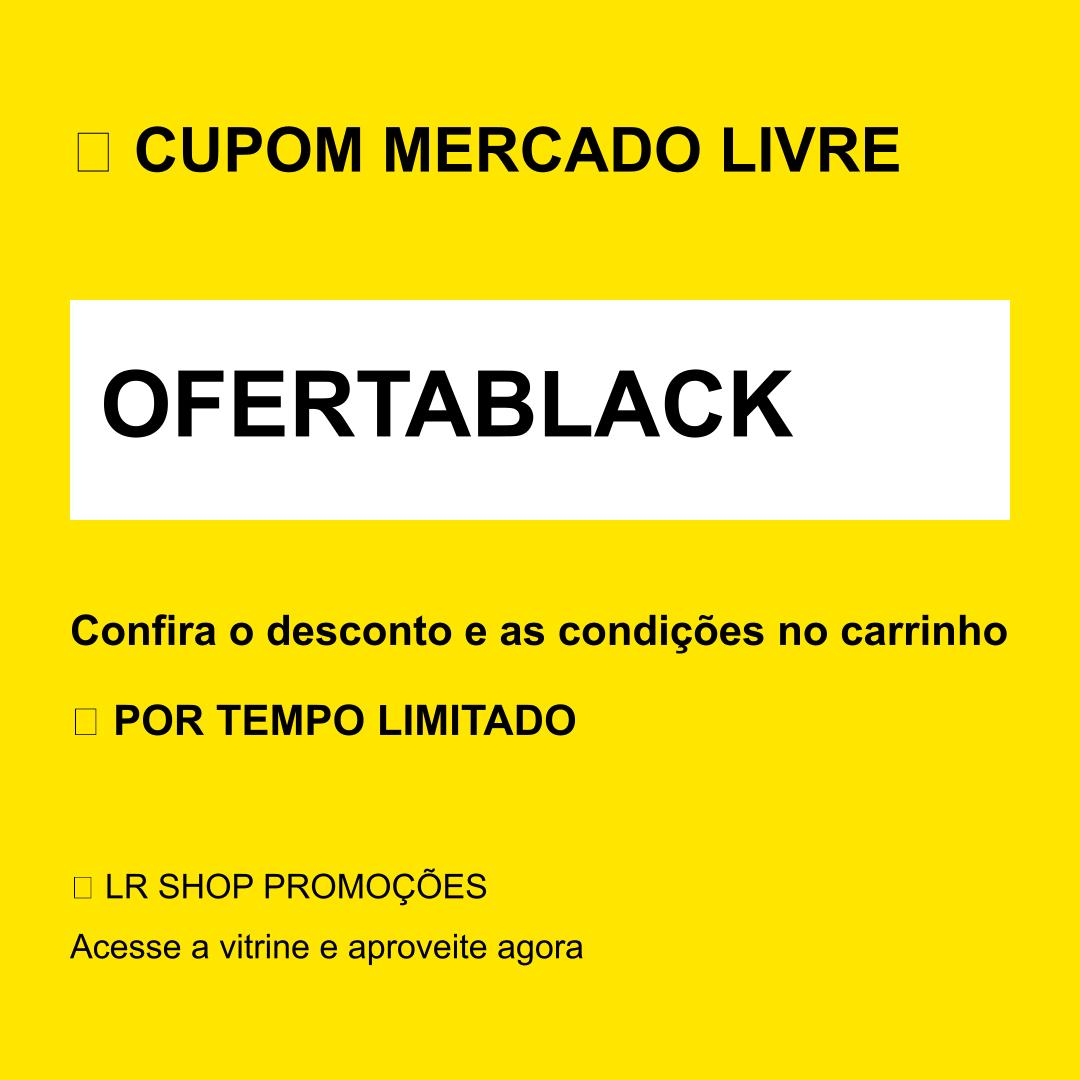 CUPOM MERCADO LIVRE
OFERTABLACK
Confira o desconto e as condições no carrinho
POR TEMPO LIMITADO
LR SHOP PROMOÇÕES
Acesse a vitrine e aproveite agora